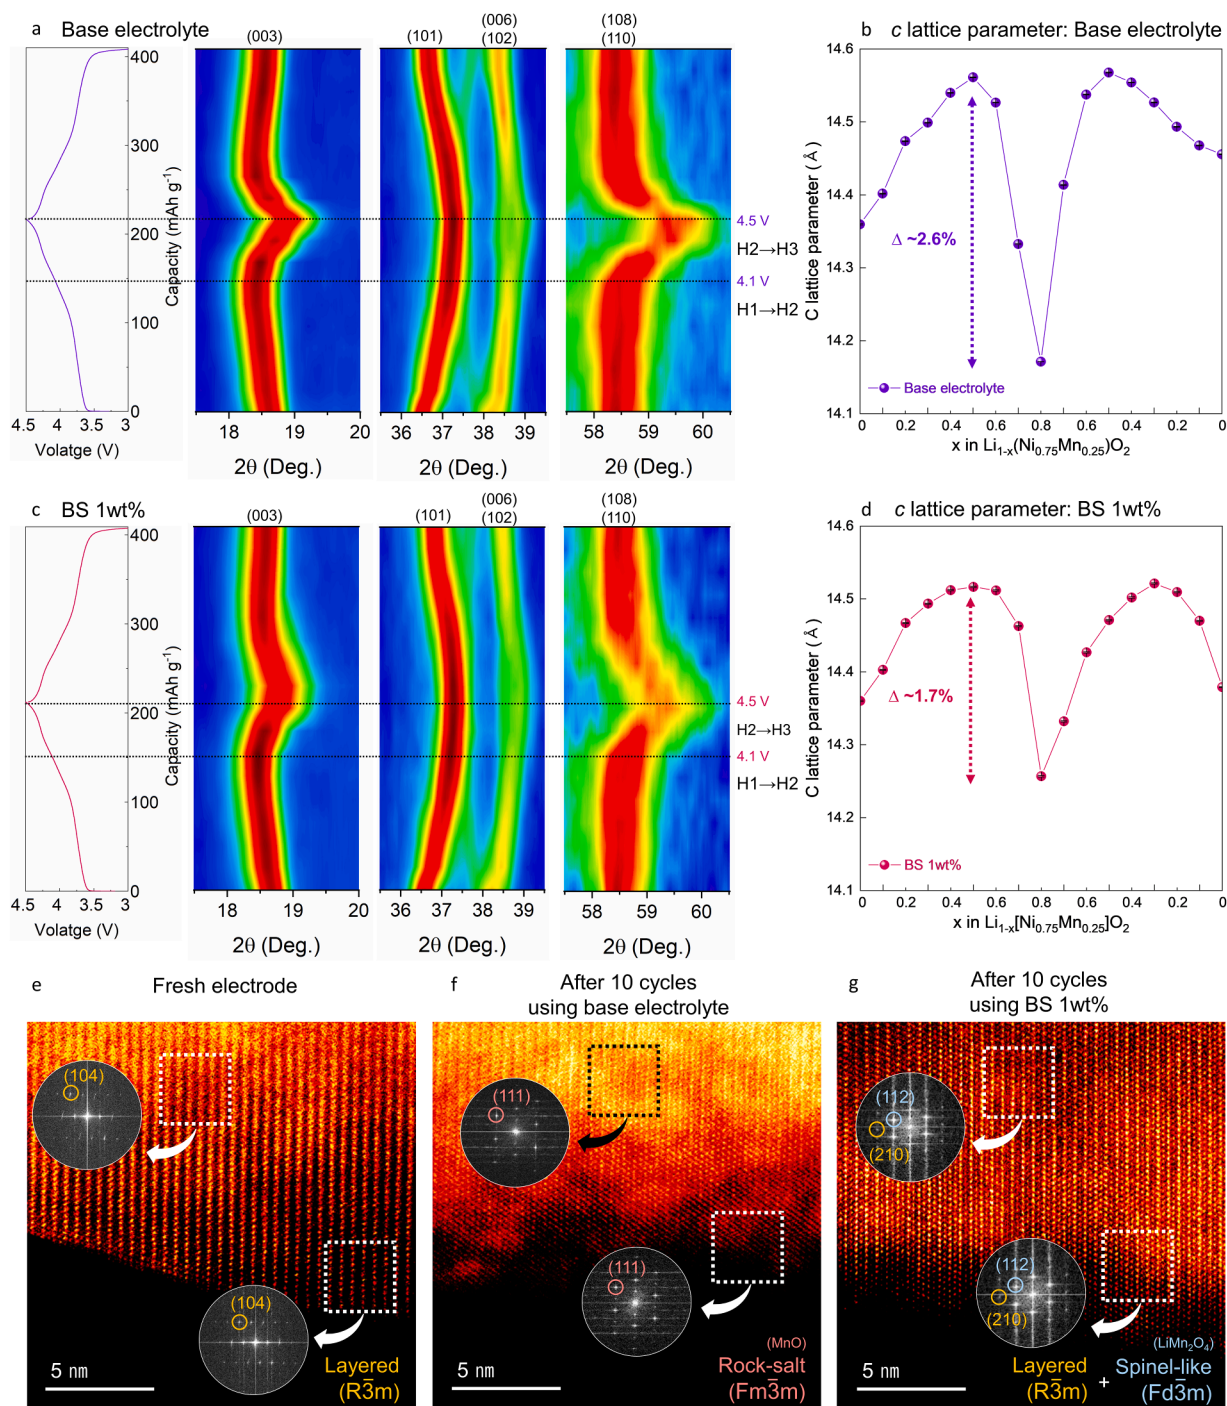 a Base electrolyte
(003)
(101)
(006)
(102)
(108)
(110)
400
300
200
100
0
Capacity (mAh g⁻¹)
4.5 4 3.5 3
Volatge (V)
18 19 20
2θ (Deg.)
36 37 38 39
2θ (Deg.)
58 59 60
2θ (Deg.)
4.5 V
H2→H3
4.1 V
H1→H2
b c lattice parameter: Base electrolyte
14.6
14.5
14.4
14.3
14.2
14.1
C lattice parameter (Å)
Δ ~2.6%
Base electrolyte
0 0.2 0.4 0.6 0.8 0.6 0.4 0.2 0
x in Li₁₋ₓ(Ni₀.₇₅Mn₀.₂₅)O₂
c BS 1wt%
(003)
(101)
(006)
(102)
(108)
(110)
400
300
200
100
0
Capacity (mAh g⁻¹)
4.5 4 3.5 3
Volatge (V)
18 19 20
2θ (Deg.)
36 37 38 39
2θ (Deg.)
58 59 60
2θ (Deg.)
4.5 V
H2→H3
4.1 V
H1→H2
d c lattice parameter: BS 1wt%
14.6
14.5
14.4
14.3
14.2
14.1
C lattice parameter (Å)
Δ ~1.7%
BS 1wt%
0 0.2 0.4 0.6 0.8 0.6 0.4 0.2 0
x in Li₁₋ₓ[Ni₀.₇₅Mn₀.₂₅]O₂
e Fresh electrode
(104)
(104)
5 nm
Layered
(R3̅m)
f After 10 cycles
using base electrolyte
(111)
(111)
5 nm
(MnO)
Rock-salt
(Fm3̅m)
g After 10 cycles
using BS 1wt%
(112)
(210)
(112)
(210)
5 nm
(LiMn₂O₄)
Layered + Spinel-like
(R3̅m) (Fd3̅m)